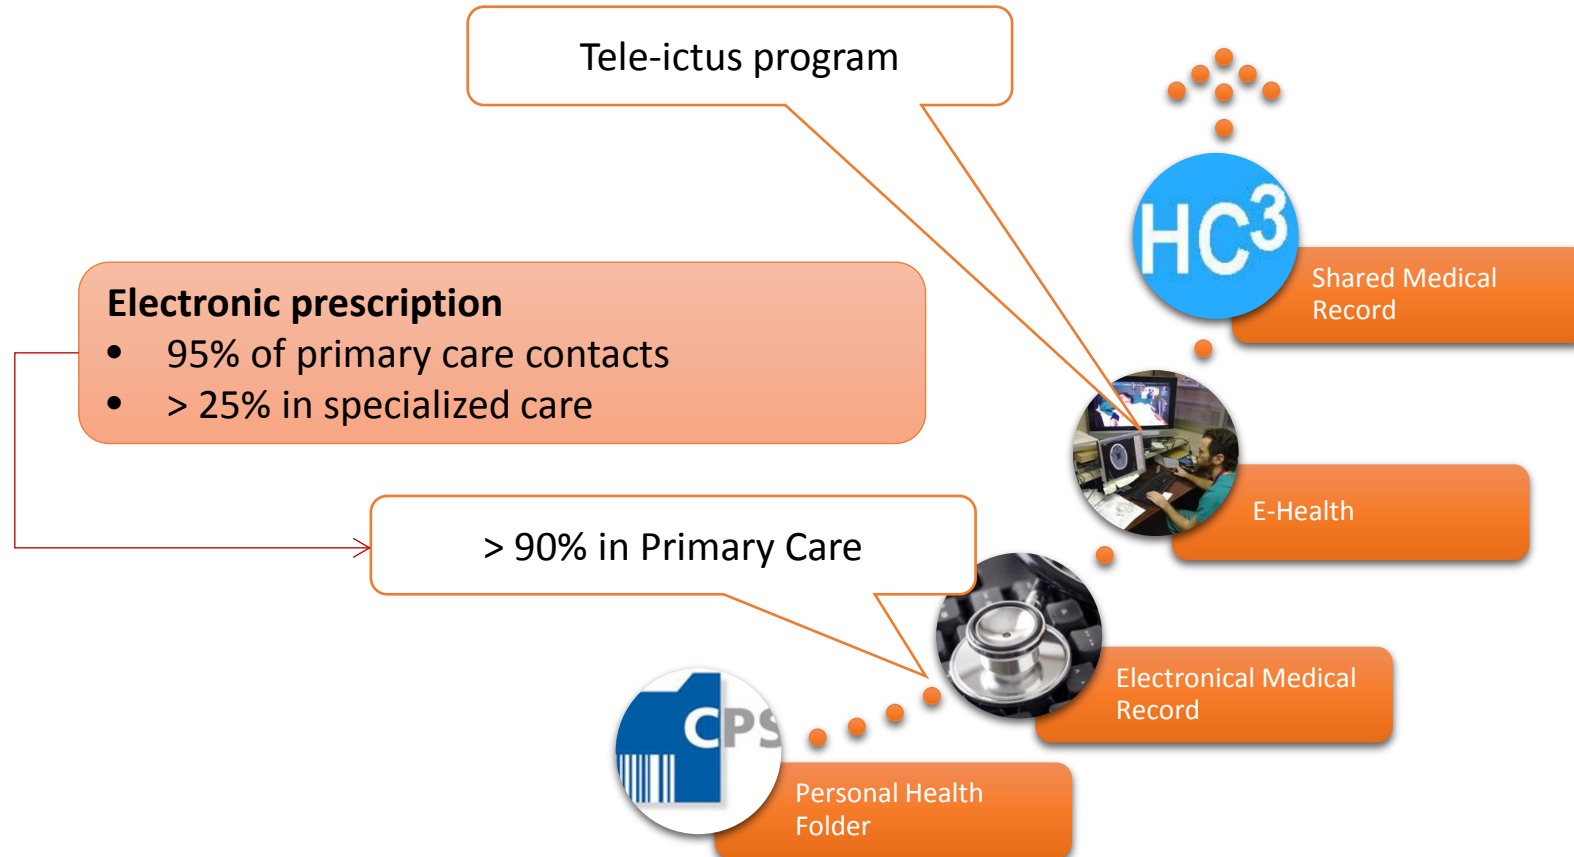 Tele-ictus program
HC³
Shared Medical
Record
Electronic prescription
• 95% of primary care contacts
• > 25% in specialized care
E-Health
> 90% in Primary Care
Electronical Medical
Record
CPS
Personal Health
Folder